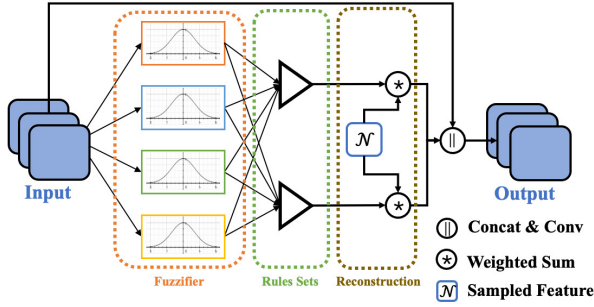 Input
Fuzzifier
Rules Sets
Reconstruction
*
𝒩
*
||
Output
|| Concat & Conv
* Weighted Sum
𝒩 Sampled Feature